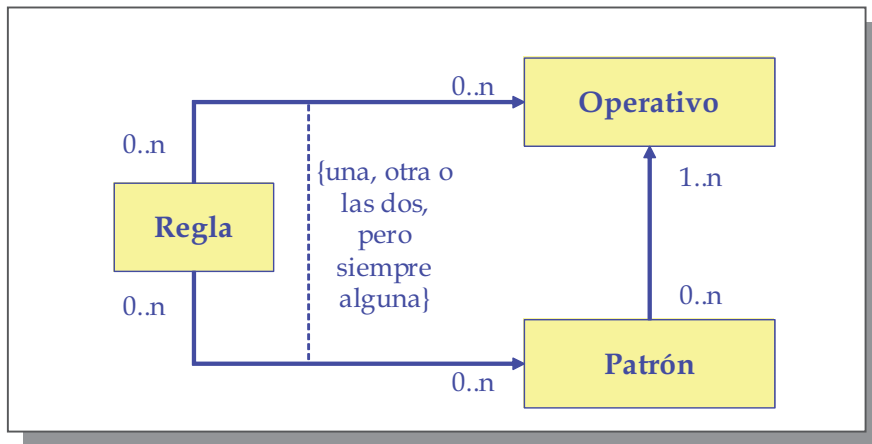 0..n
Operativo
0..n
{una, otra o
las dos,
pero
siempre
alguna}
1..n
Regla
0..n
0..n
0..n
Patrón